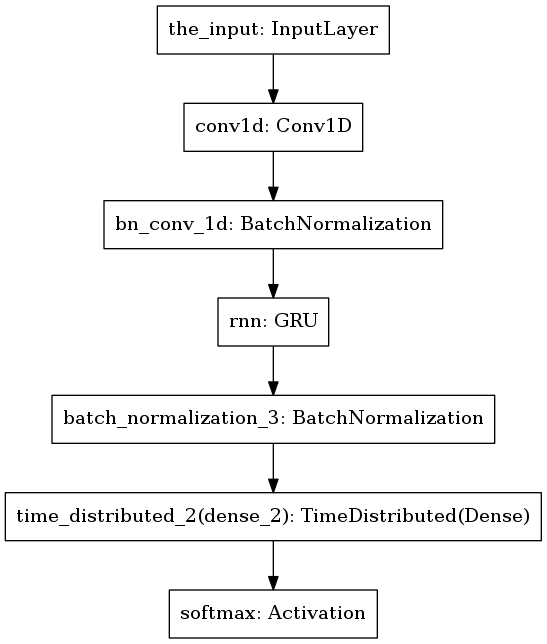 the_input: InputLayer
conv1d: Conv1D
bn_conv_1d: BatchNormalization
rnn: GRU
batch_normalization_3: BatchNormalization
time_distributed_2(dense_2): TimeDistributed(Dense)
softmax: Activation